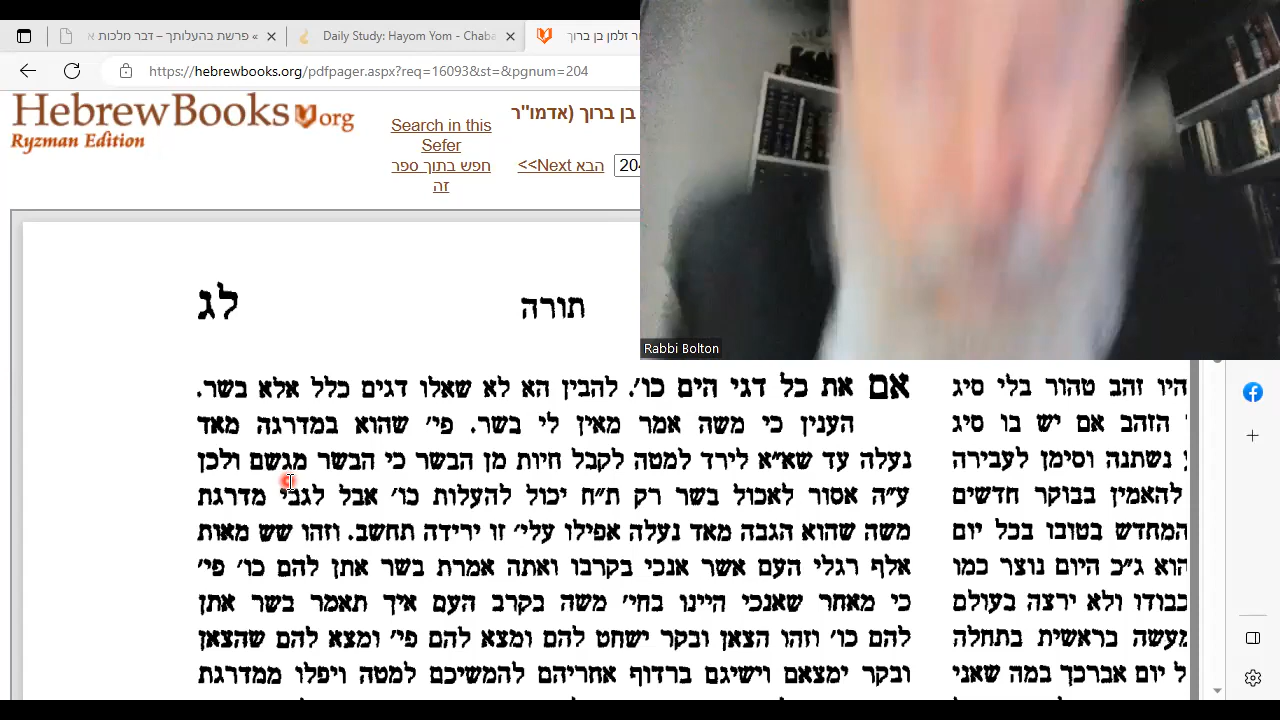 » פרשת בהעלותך – דבר מלכות א
Daily Study: Hayom Yom - Chaba
ר זלמן בן ברוך
https://hebrewbooks.org/pdfpager.aspx?req=16093&st=&pgnum=204
HebrewBooks.org
Ryzman Edition
Search in this
Sefer
חפש בתוך ספר
זה
בן ברוך (אדמו"ר
<<Next הבא
204
Rabbi Bolton
תורה
לג
היו זהב טהור בלי סיג
הזהב אם יש בו סיג
נשתנה וסימן לעבירה
להאמין בבוקר חדשים
המחדש בטובו בכל יום
הוא ג"כ היום נוצר כמו
כבודו ולא ירצה בעולם
מעשה בראשית בתחלה
ל יום אברכך במה שאני
אם את כל דגי הים כו'. להבין הא לא שאלו דגים כלל אלא בשר.
הענין כי משה אמר מאין לי בשר. פי' שהוא במדרגה מאד
נעלה עד שא"א לירד למטה לקבל חיות מן הבשר כי הבשר מגשם ולכן
ע"ה אסור לאכול בשר רק ת"ח יכול להעלות כו' אבל לגבי מדרגת
משה שהוא הגבה מאד נעלה אפילו עלי' זו ירידה תחשב. וזהו שש מאות
אלף רגלי העם אשר אנכי בקרבו ואתה אמרת בשר אתן להם כו' פי'
כי מאחר שאנכי היינו בחי' משה בקרב העם איך תאמר בשר אתן
להם כו' וזהו הצאן ובקר ישחט להם ומצא להם פי' ומצא להם שהצאן
ובקר ימצאם וישיגם ברדוף אחריהם להמשיכם למטה ויפלו ממדרגת